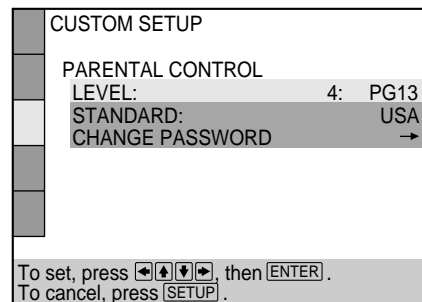 CUSTOM SETUP
PARENTAL CONTROL
LEVEL: 4: PG13
STANDARD: USA
CHANGE PASSWORD →
To set, press ←↑↓→, then ENTER.
To cancel, press SETUP.